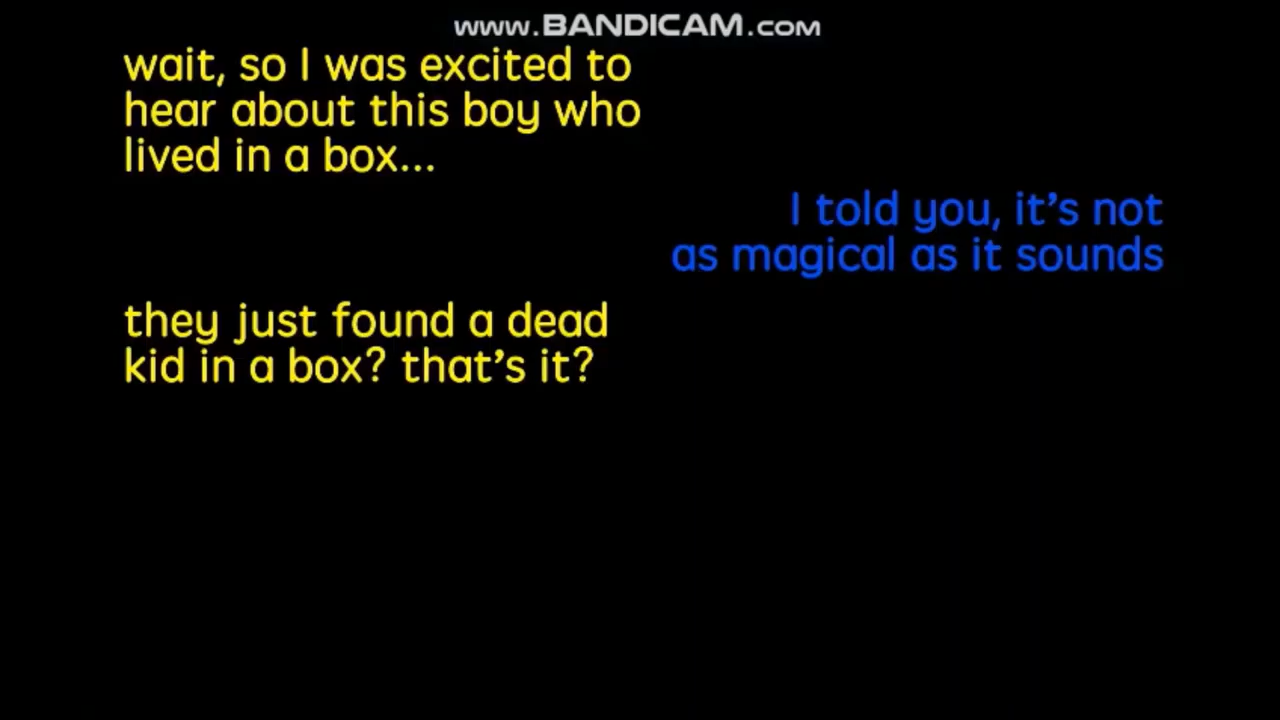 www.BANDICAM.com
wait, so I was excited to
hear about this boy who
lived in a box...
I told you, it’s not
as magical as it sounds
they just found a dead
kid in a box? that’s it?